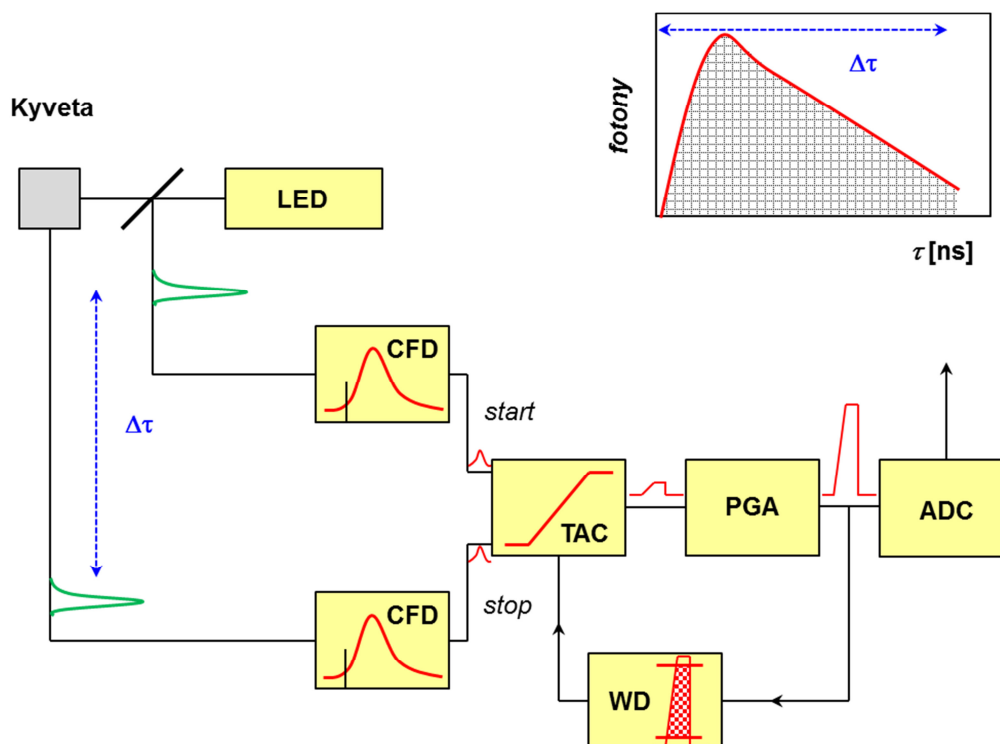 Kyveta
LED
fotony
Δτ
τ [ns]
CFD
start
Δτ
TAC
PGA
ADC
CFD
stop
WD